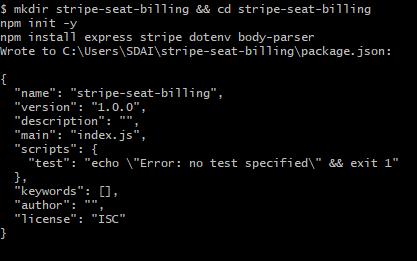 $ mkdir stripe-seat-billing && cd stripe-seat-billing
npm init -y
npm install express stripe dotenv body-parser
Wrote to C:\Users\SDAI\stripe-seat-billing\package.json:

{
  "name": "stripe-seat-billing",
  "version": "1.0.0",
  "description": "",
  "main": "index.js",
  "scripts": {
    "test": "echo \"Error: no test specified\" && exit 1"
  },
  "keywords": [],
  "author": "",
  "license": "ISC"
}